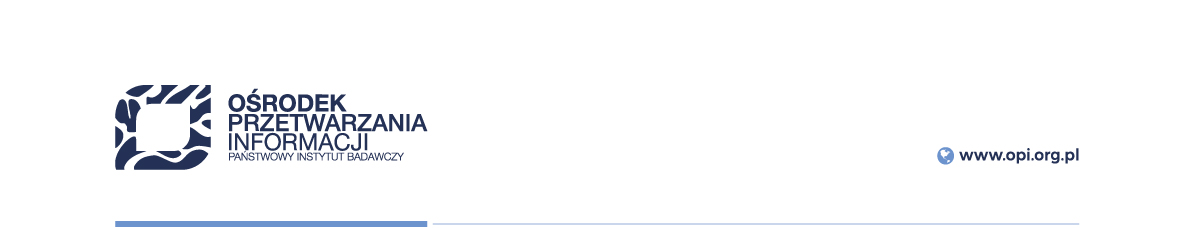 OŚRODEK
PRZETWARZANIA
INFORMACJI
PAŃSTWOWY INSTYTUT BADAWCZY
www.opi.org.pl